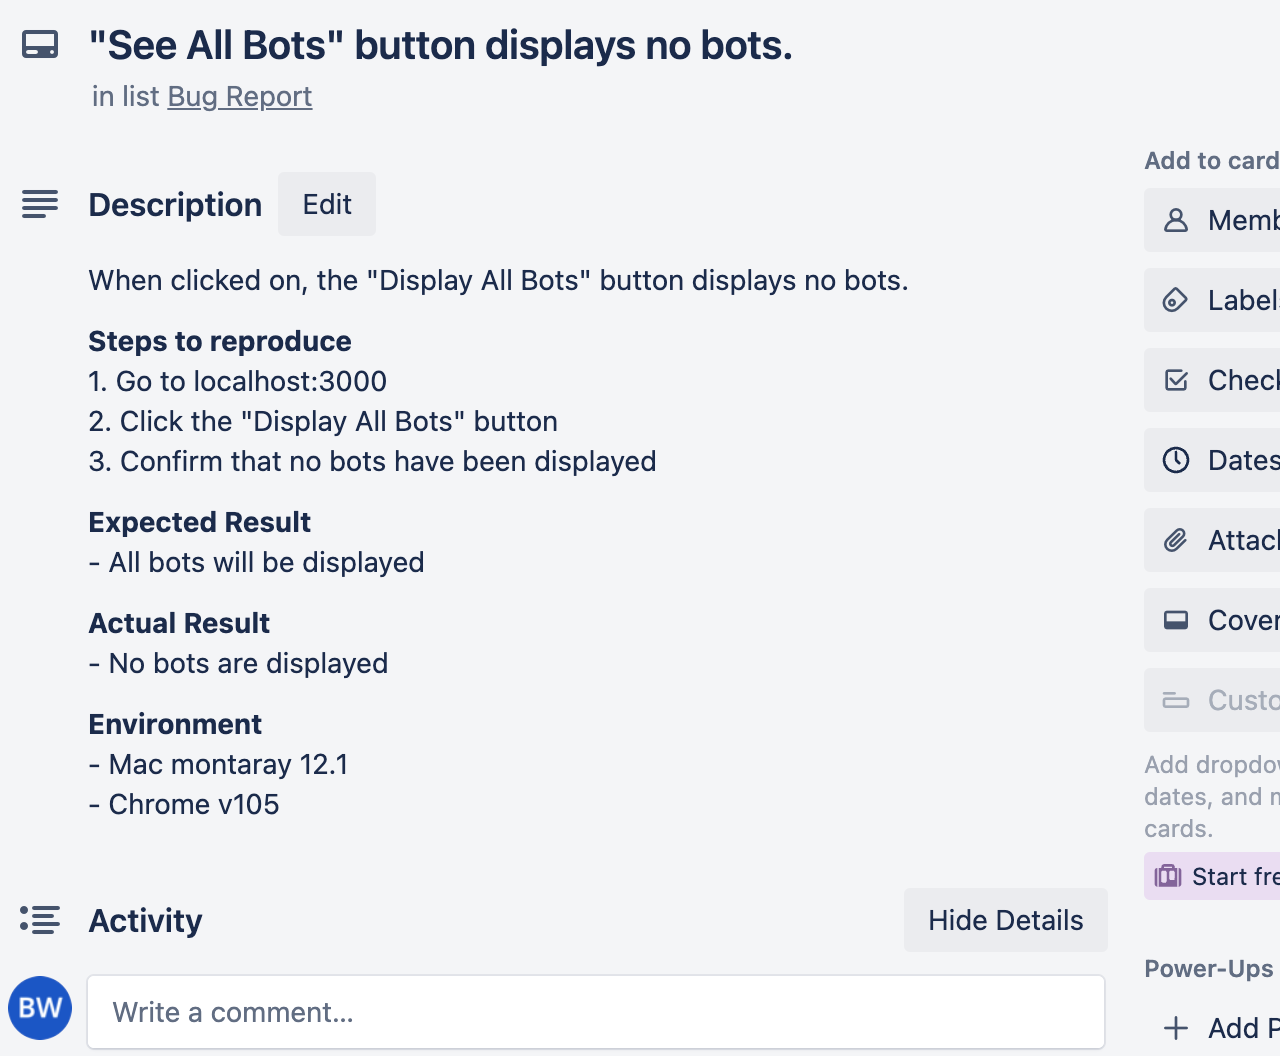 "See All Bots" button displays no bots.
in list Bug Report
Description
Edit
When clicked on, the "Display All Bots" button displays no bots.
Steps to reproduce
1. Go to localhost:3000
2. Click the "Display All Bots" button
3. Confirm that no bots have been displayed
Expected Result
- All bots will be displayed
Actual Result
- No bots are displayed
Environment
- Mac montaray 12.1
- Chrome v105
Activity
Hide Details
BW
Write a comment...
Add to card
Memb
Labels
Check
Dates
Attach
Cover
Custo
Add dropdow
dates, and m
cards.
Start fre
Power-Ups
Add P